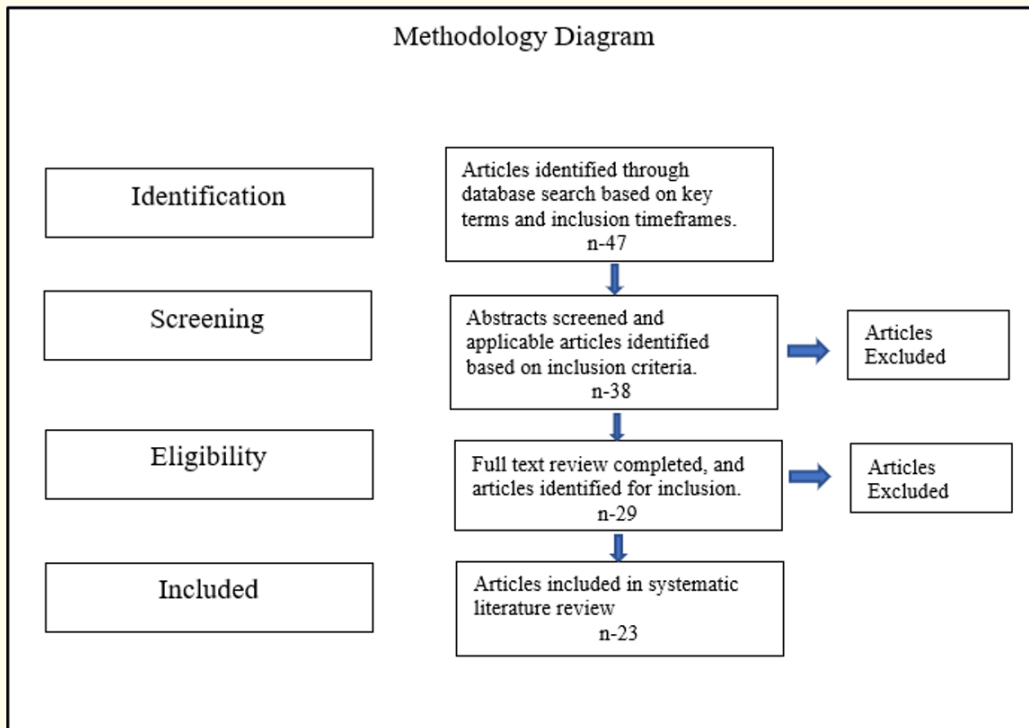 Methodology Diagram
Identification
Articles identified through
database search based on key
terms and inclusion timeframes.
n-47
Screening
Abstracts screened and
applicable articles identified
based on inclusion criteria.
n-38
Articles
Excluded
Eligibility
Full text review completed, and
articles identified for inclusion.
n-29
Articles
Excluded
Included
Articles included in systematic
literature review
n-23